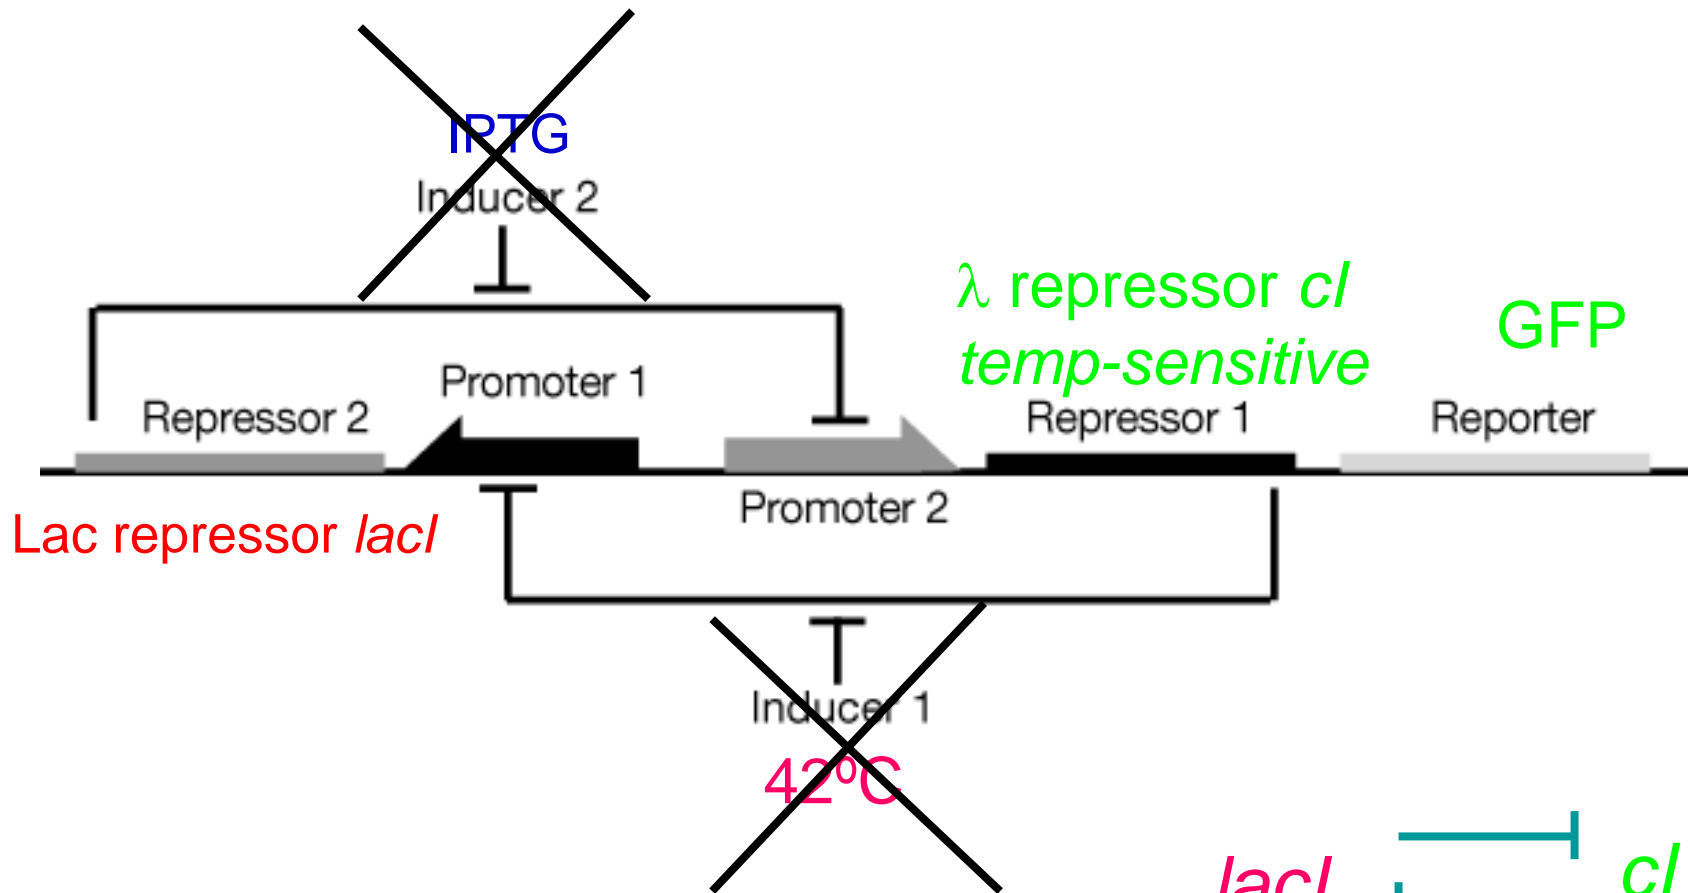 IPTG
Inducer 2
λ repressor cI
temp-sensitive
GFP
Promoter 1
Repressor 2
Repressor 1
Reporter
Promoter 2
Lac repressor lacI
Inducer 1
42ºC
lacI
cI